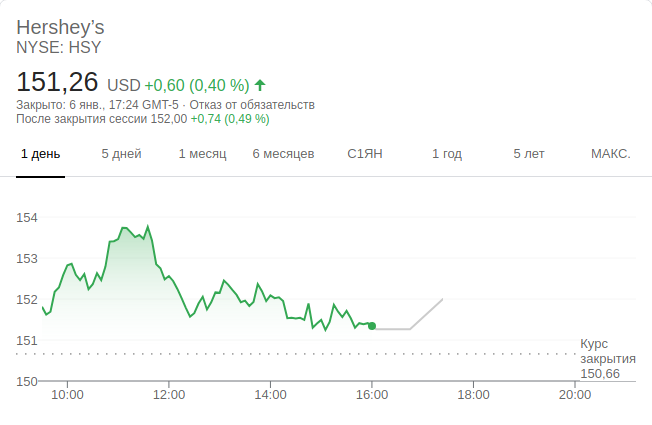 Hershey’s
NYSE: HSY
151,26 USD +0,60 (0,40 %)
Закрыто: 6 янв., 17:24 GMT-5 · Отказ от обязательств
После закрытия сессии 152,00 +0,74 (0,49 %)
1 день 5 дней 1 месяц 6 месяцев С1ЯН 1 год 5 лет МАКС.
154
153
152
151
Курс
закрытия
150,66
150
10:00 12:00 14:00 16:00 18:00 20:00